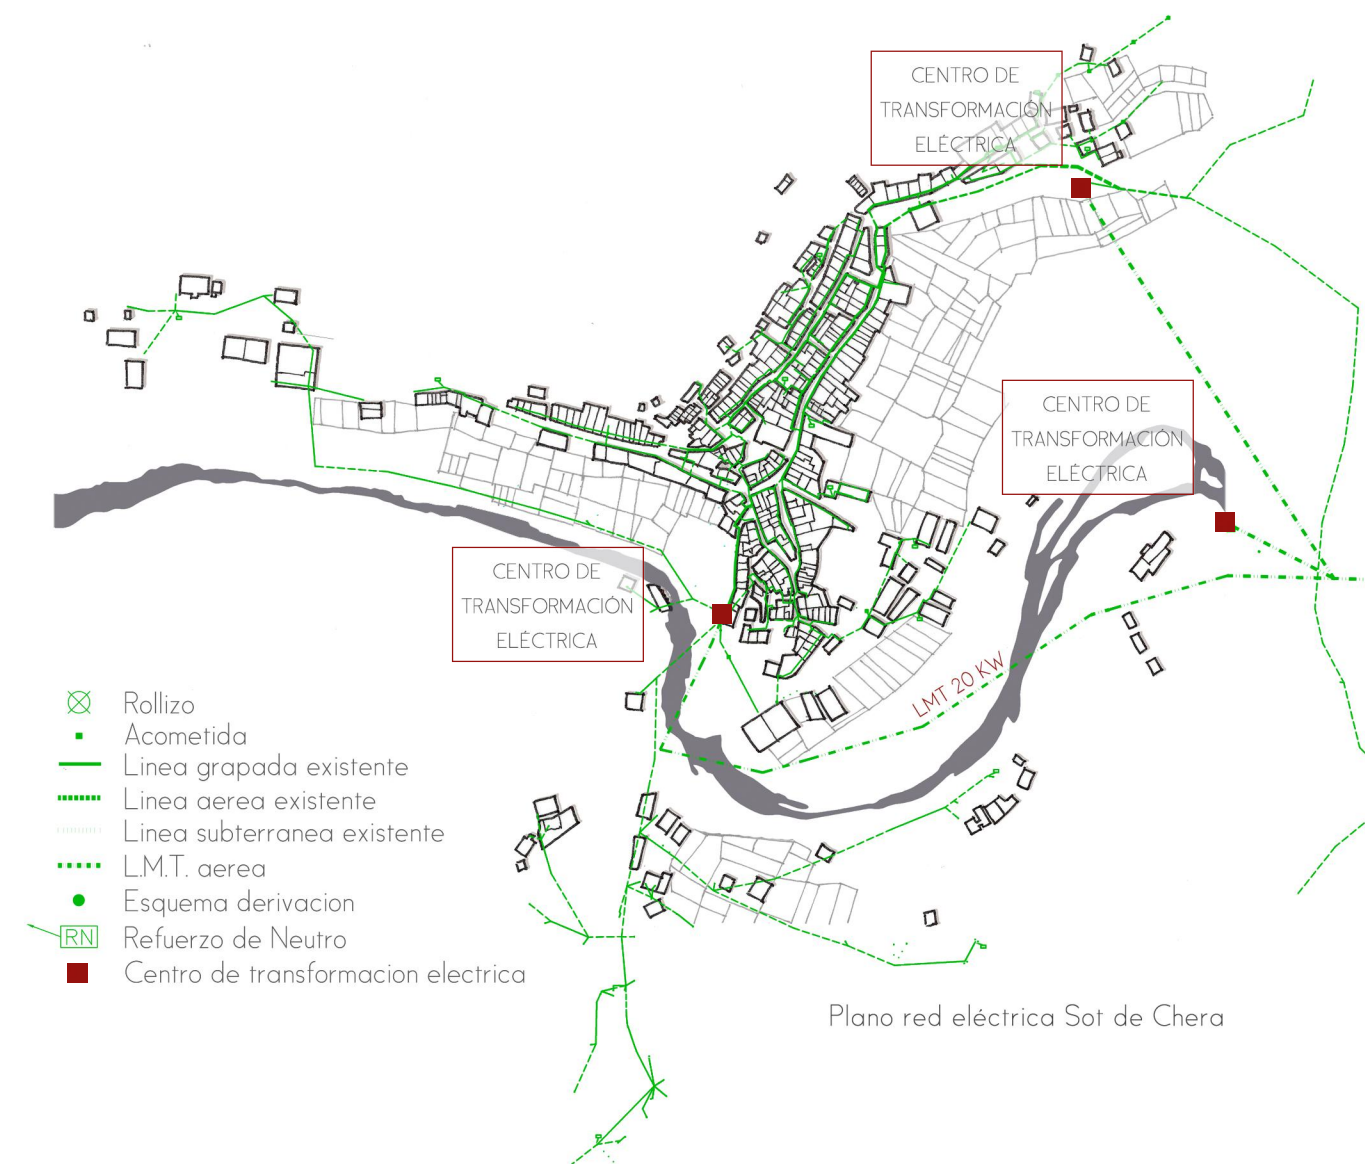 CENTRO DE
TRANSFORMACIÓN
ELÉCTRICA
CENTRO DE
TRANSFORMACIÓN
ELÉCTRICA
CENTRO DE
TRANSFORMACIÓN
ELÉCTRICA
LMT 20 KW
Rollizo
Acometida
Linea grapada existente
Linea aerea existente
Linea subterranea existente
L.M.T. aerea
Esquema derivacion
RN Refuerzo de Neutro
Centro de transformacion electrica
Plano red eléctrica Sot de Chera